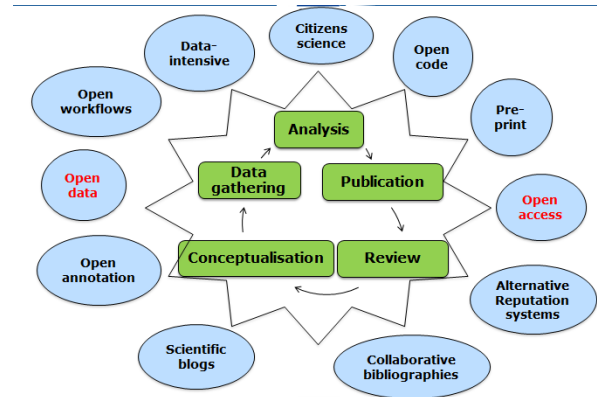 Citizens
science
Data-
intensive
Open
code
Open
workflows
Pre-
print
Analysis
Data
gathering
Publication
Open
data
Open
access
Conceptualisation
Review
Open
annotation
Alternative
Reputation
systems
Scientific
blogs
Collaborative
bibliographies